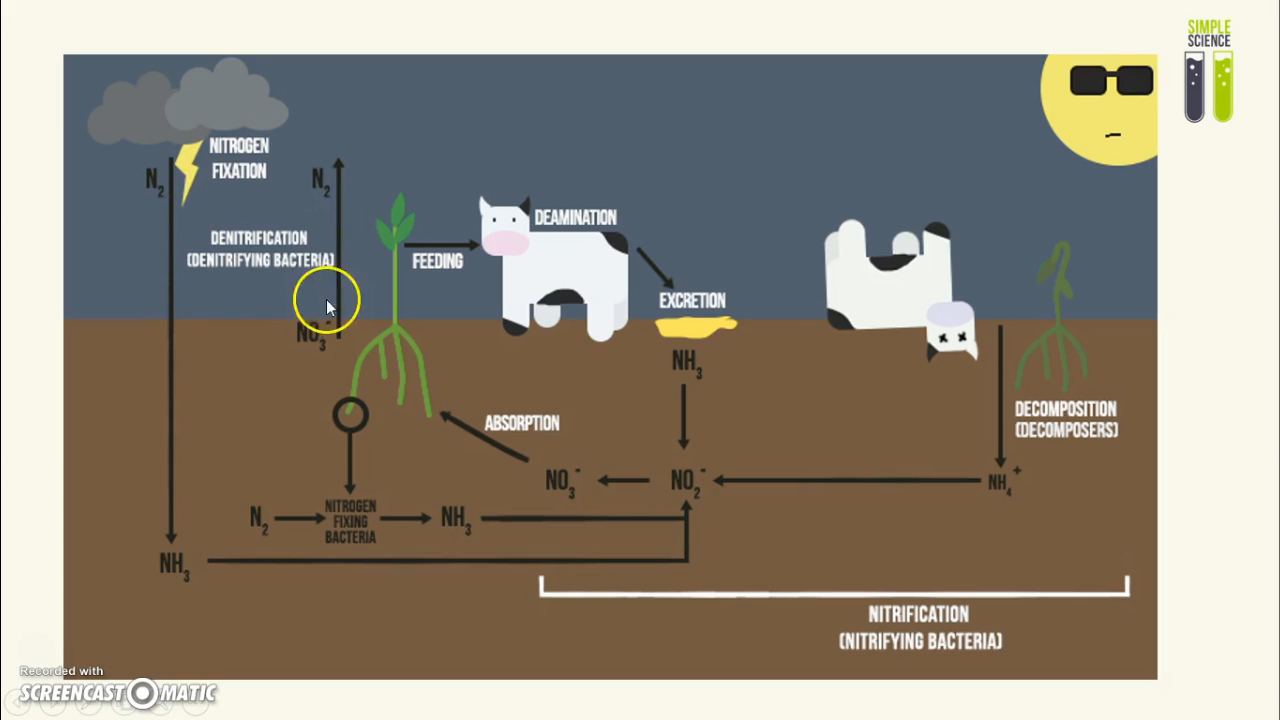 SIMPLE
SCIENCE
NITROGEN
FIXATION
N2
N2
DENITRIFICATION
(DENITRIFYING BACTERIA)
NO3-
FEEDING
DEAMINATION
EXCRETION
NH3
ABSORPTION
NO3-
NO2-
NH4+
DECOMPOSITION
(DECOMPOSERS)
N2
NITROGEN
FIXING
BACTERIA
NH3
NH3
NITRIFICATION
(NITRIFYING BACTERIA)
Recorded with
SCREENCAST MATIC